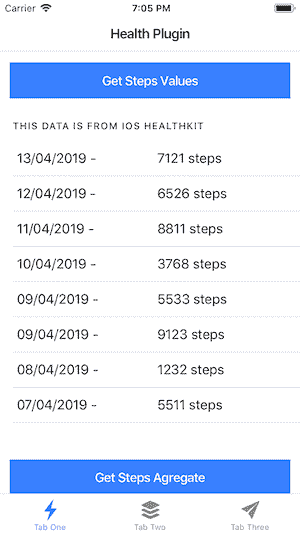 Carrier 7:05 PM
Health Plugin
Get Steps Values
THIS DATA IS FROM IOS HEALTHKIT
13/04/2019 - 7121 steps
12/04/2019 - 6526 steps
11/04/2019 - 8811 steps
10/04/2019 - 3768 steps
09/04/2019 - 5533 steps
09/04/2019 - 9123 steps
08/04/2019 - 1232 steps
07/04/2019 - 5511 steps
Get Steps Agregate
Tab One Tab Two Tab Three